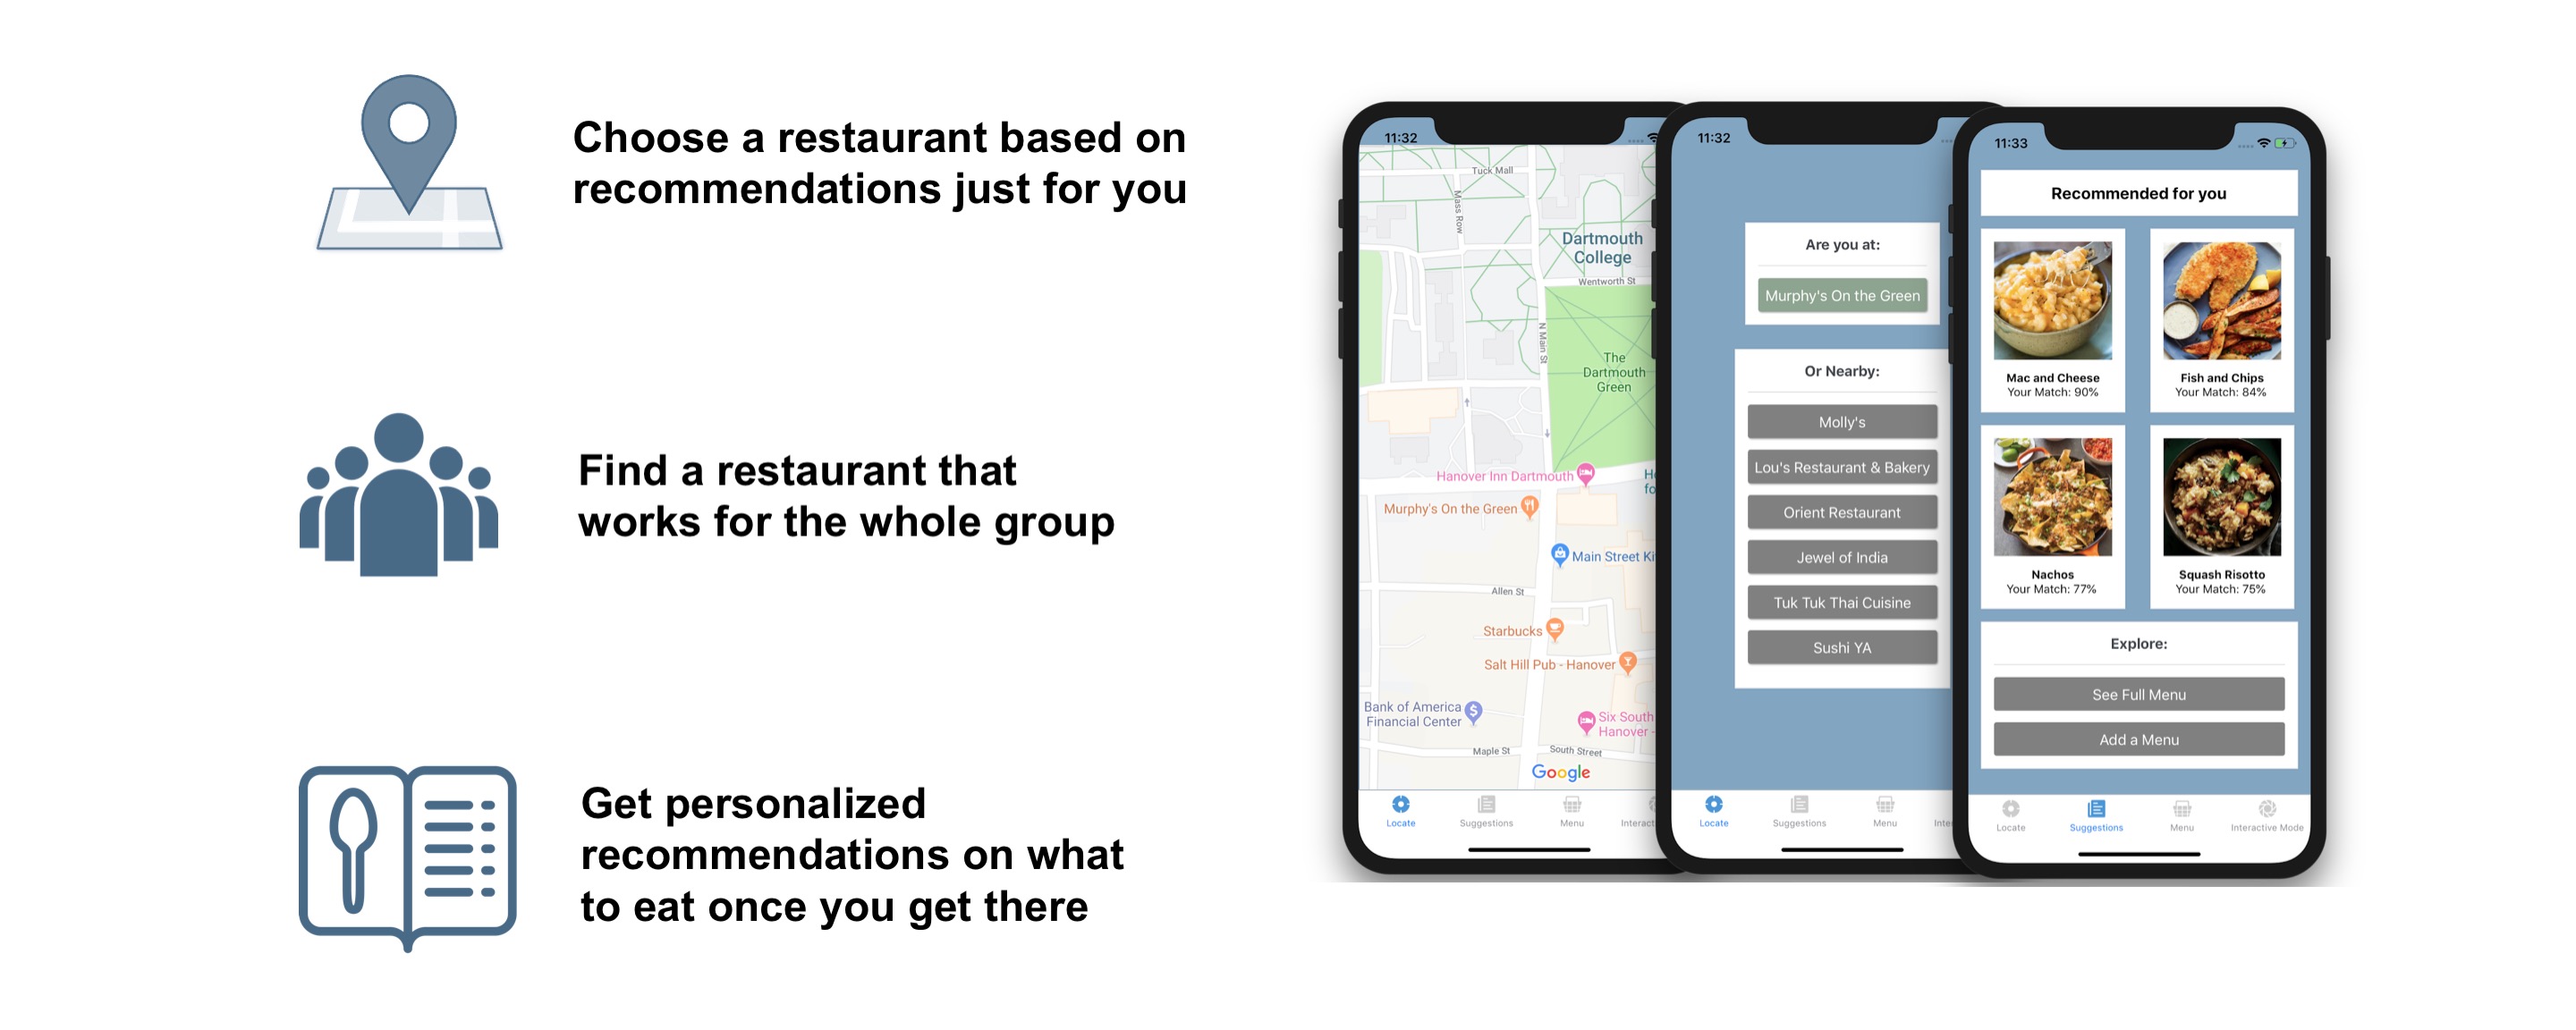 Choose a restaurant based on
recommendations just for you
Find a restaurant that
works for the whole group
Get personalized
recommendations on what
to eat once you get there
11:32
Tuck Mall
Mass Row
Dartmouth
College
Wentworth St
N Main St
The
Dartmouth
Green
Hanover Inn Dartmouth
Murphy's On the Green
Main Street Ki
Allen St
Starbucks
Salt Hill Pub - Hanover
Bank of America
Financial Center
Six South
Hanover -
Maple St
South Street
Google
Locate
Suggestions
Menu
Interact
11:32
Are you at:
Murphy's On the Green
Or Nearby:
Molly's
Lou's Restaurant & Bakery
Orient Restaurant
Jewel of India
Tuk Tuk Thai Cuisine
Sushi YA
Locate
Suggestions
Menu
Inte
11:33
Recommended for you
Mac and Cheese
Your Match: 90%
Fish and Chips
Your Match: 84%
Nachos
Your Match: 77%
Squash Risotto
Your Match: 75%
Explore:
See Full Menu
Add a Menu
Locate
Suggestions
Menu
Interactive Mode